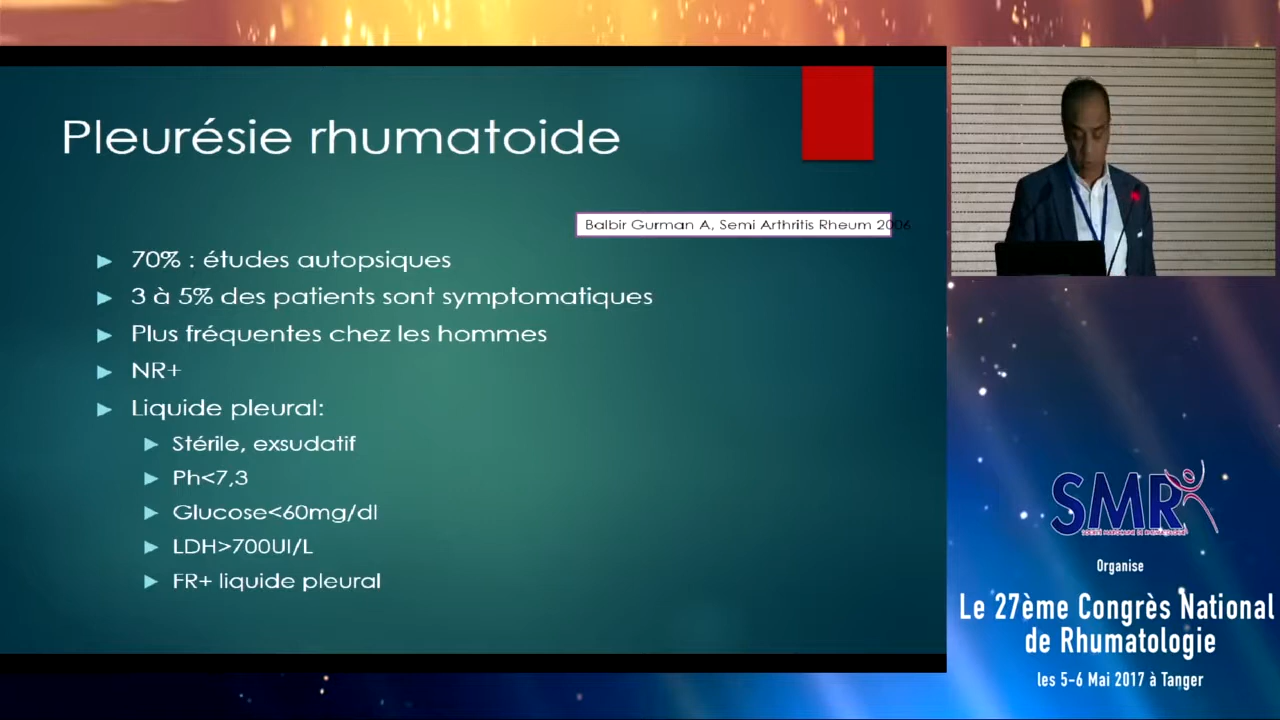 Pleurésie rhumatoide
Balbir Gurman A, Semi Arthritis Rheum 2006
70% : études autopsiques
3 à 5% des patients sont symptomatiques
Plus fréquentes chez les hommes
NR+
Liquide pleural:
Stérile, exsudatif
Ph<7,3
Glucose<60mg/dl
LDH>700UI/L
FR+ liquide pleural
SMR
Organise
Le 27ème Congrès National
de Rhumatologie
les 5-6 Mai 2017 à Tanger